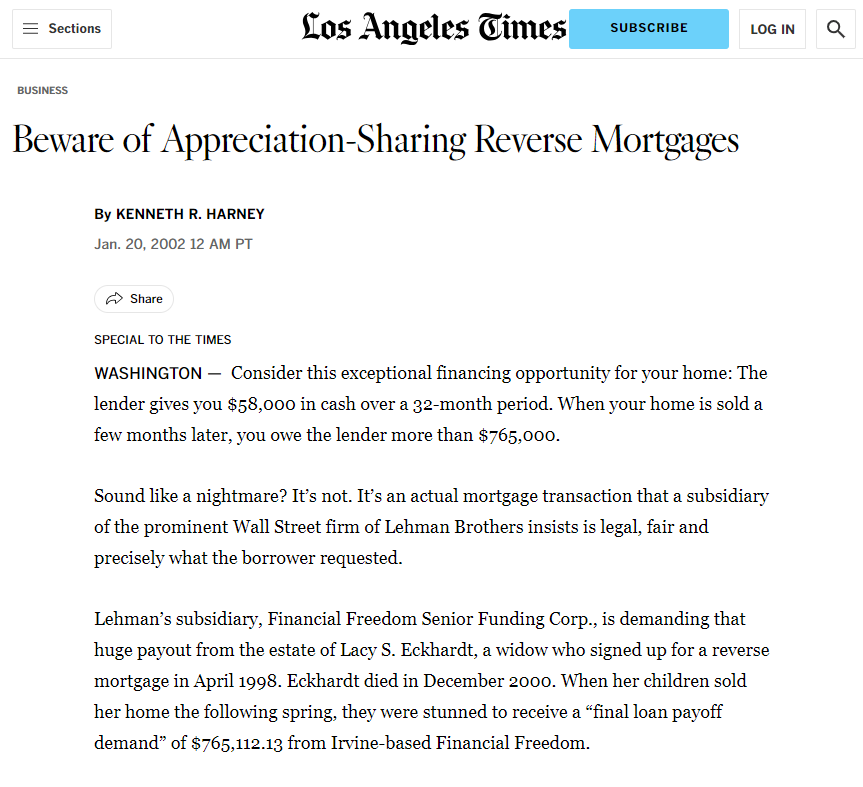 Sections
Los Angeles Times
SUBSCRIBE
LOG IN
BUSINESS
Beware of Appreciation-Sharing Reverse Mortgages
By KENNETH R. HARNEY
Jan. 20, 2002 12 AM PT
Share
SPECIAL TO THE TIMES
WASHINGTON — Consider this exceptional financing opportunity for your home: The
lender gives you $58,000 in cash over a 32-month period. When your home is sold a
few months later, you owe the lender more than $765,000.
Sound like a nightmare? It’s not. It’s an actual mortgage transaction that a subsidiary
of the prominent Wall Street firm of Lehman Brothers insists is legal, fair and
precisely what the borrower requested.
Lehman’s subsidiary, Financial Freedom Senior Funding Corp., is demanding that
huge payout from the estate of Lacy S. Eckhardt, a widow who signed up for a reverse
mortgage in April 1998. Eckhardt died in December 2000. When her children sold
her home the following spring, they were stunned to receive a “final loan payoff
demand” of $765,112.13 from Irvine-based Financial Freedom.